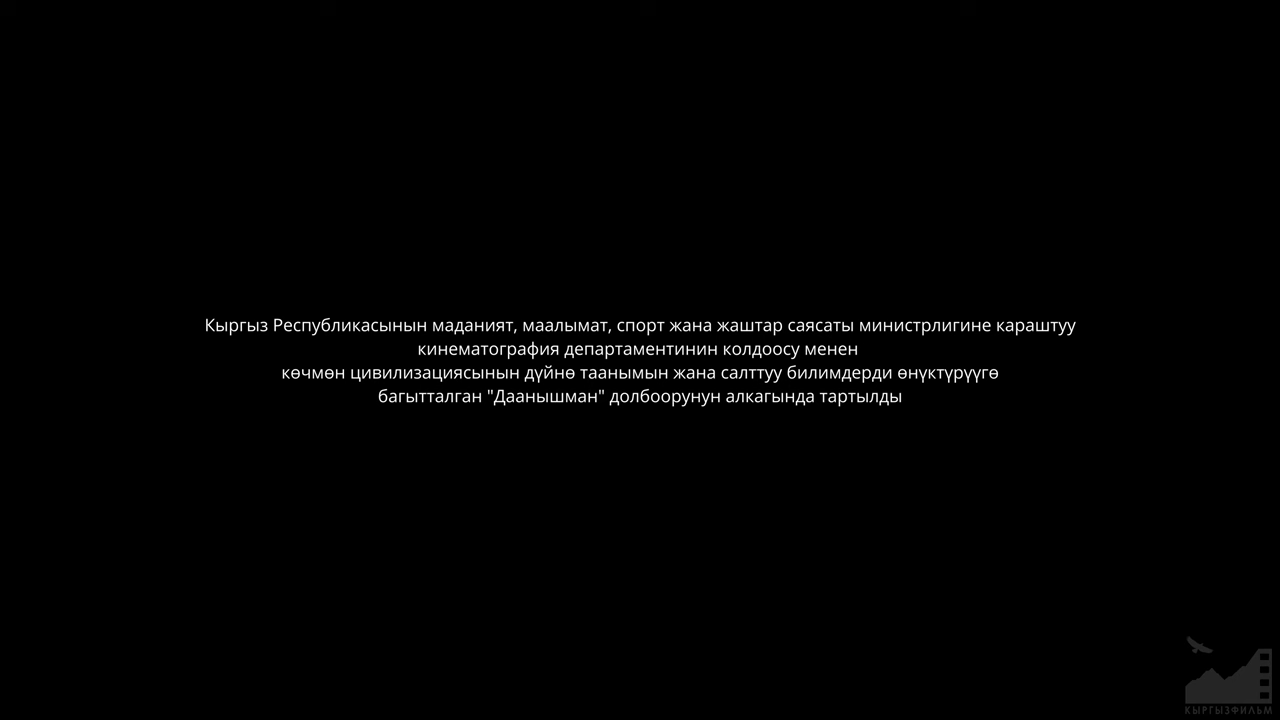 Кыргыз Республикасынын маданият, маалымат, спорт жана жаштар саясаты министрлигине караштуу
кинематография департаментинин колдоосу менен
көчмөн цивилизациясынын дүйнө таанымын жана салттуу билимдерди өнүктүрүүгө
багытталган "Даанышман" долбоорунун алкагында тартылды
КЫРГЫЗФИЛЬМ